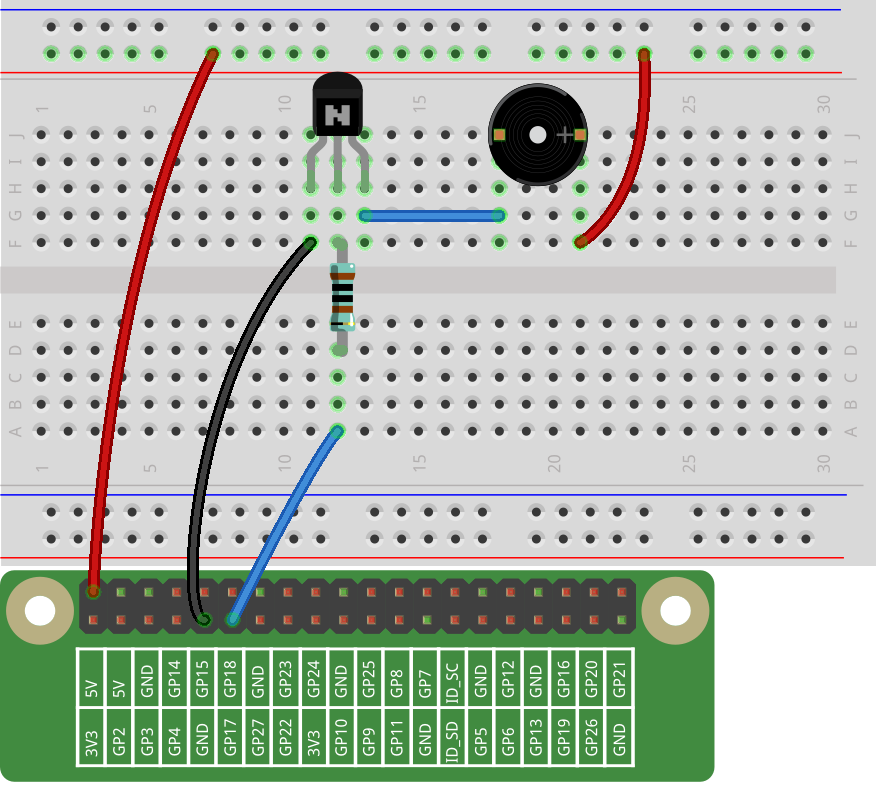 1 5 10 15 25 30
J J
I I
H H
G G
F F
N
+
E E
D D
C C
B B
A A
1 5 10 15 20 25 30
5V 5V GND GP14 GP15 GP18 GND GP23 GP24 GND GP25 GP8 GP7 ID_SC GND GP12 GND GP16 GP20 GP21
3V3 GP2 GP3 GP4 GND GP17 GP27 GP22 3V3 GP10 GP9 GP11 GND ID_SD GP5 GP6 GP13 GP19 GP26 GND